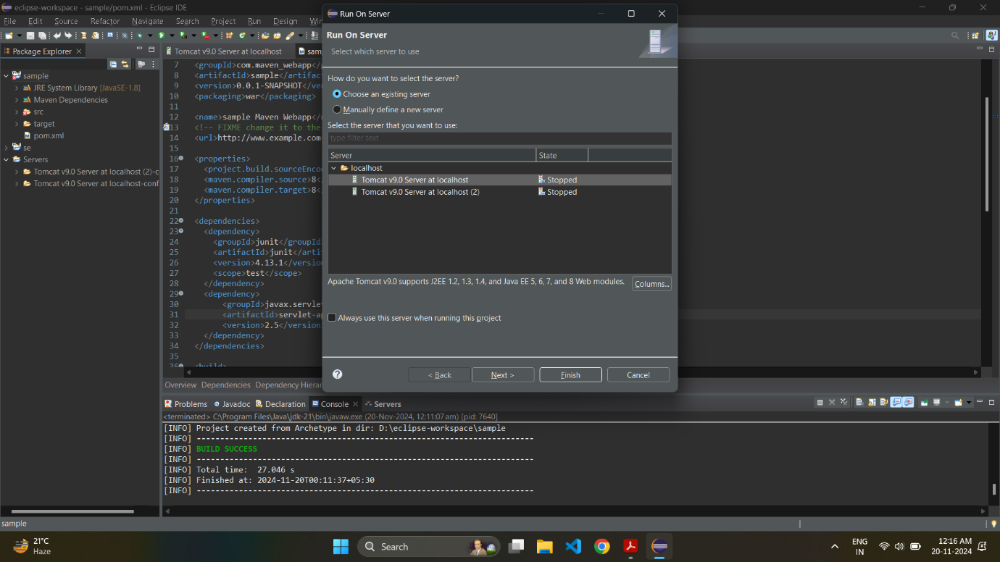 eclipse-workspace - sample/pom.xml - Eclipse IDE
File Edit Source Refactor Navigate Search Project Run Design
Package Explorer
sample
JRE System Library [JavaSE-1.8]
Maven Dependencies
src
target
pom.xml
se
Servers
Tomcat v9.0 Server at localhost (2)-c
Tomcat v9.0 Server at localhost-conf
Tomcat v9.0 Server at localhost
7 <groupId>com.maven_webapp</
8 <artifactId>sample</artifac
9 <version>0.0.1-SNAPSHOT</ve
10 <packaging>war</packaging>
11
12 <name>sample Maven Webapp</
13 <!-- FIXME change it to the
14 <url>http://www.example.com
15
16 <properties>
17 <project.build.sourceEnco
18 <maven.compiler.source>8<
19 <maven.compiler.target>8<
20 </properties>
21
22 <dependencies>
23 <dependency>
24 <groupId>junit</groupId
25 <artifactId>junit</arti
26 <version>4.13.1</versio
27 <scope>test</scope>
28 </dependency>
29 <dependency>
30 <groupId>javax.servlet
31 <artifactId>servlet-a
32 <version>2.5</version
33 </dependency>
34 </dependencies>
35
36 <build>
Overview Dependencies Dependency Hierar
Run On Server
Run On Server
Select which server to use
How do you want to select the server?
Choose an existing server
Manually define a new server
Select the server that you want to use:
type filter text
Server State
localhost
Tomcat v9.0 Server at localhost Stopped
Tomcat v9.0 Server at localhost (2) Stopped
Apache Tomcat v9.0 supports J2EE 1.2, 1.3, 1.4, and Java EE 5, 6, 7, and 8 Web modules.
Columns...
Always use this server when running this project
< Back Next > Finish Cancel
Problems Javadoc Declaration Console Servers
<terminated> C:\Program Files\Java\jdk-21\bin\javaw.exe (20-Nov-2024, 12:11:07 am) [pid: 7640]
[INFO] Project created from Archetype in dir: D:\eclipse-workspace\sample
[INFO] ------------------------------------------------------------------------
[INFO] BUILD SUCCESS
[INFO] ------------------------------------------------------------------------
[INFO] Total time:  27.046 s
[INFO] Finished at: 2024-11-20T00:11:37+05:30
[INFO] ------------------------------------------------------------------------
sample
21°C
Haze
Search
ENG
IN
12:16 AM
20-11-2024